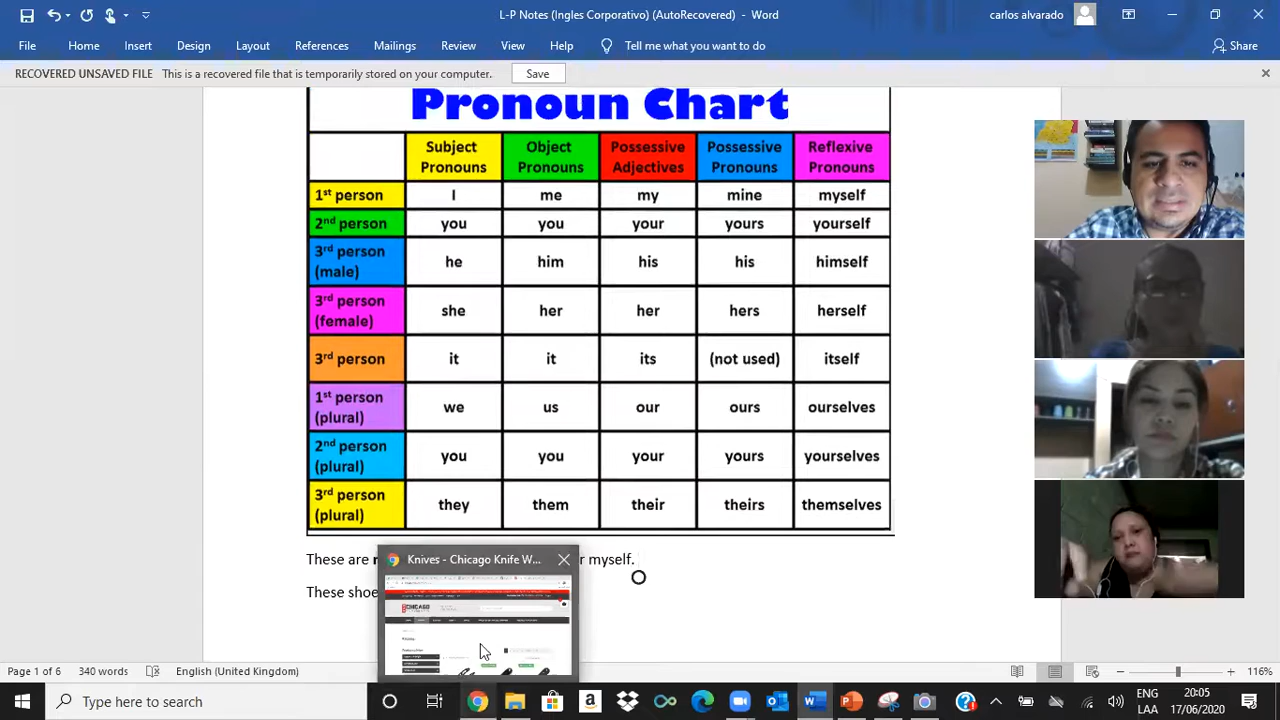 L-P Notes (Ingles Corporativo) (AutoRecovered) - Word
carlos alvarado
File Home Insert Design Layout References Mailings Review View Help Tell me what you want to do Share
RECOVERED UNSAVED FILE This is a recovered file that is temporarily stored on your computer. Save
Pronoun Chart
Subject Pronouns Object Pronouns Possessive Adjectives Possessive Pronouns Reflexive Pronouns
1st person I me my mine myself
2nd person you you your yours yourself
3rd person (male) he him his his himself
3rd person (female) she her her hers herself
3rd person it it its (not used) itself
1st person (plural) we us our ours ourselves
2nd person (plural) you you your yours yourselves
3rd person (plural) they them their theirs themselves
These are
myself.
Knives - Chicago Knife W...
CHICAGO
These
Page 1 of 5 340 words English (United Kingdom) 116%
Type here to search
ENG
LAA
20:05
17/06/2020